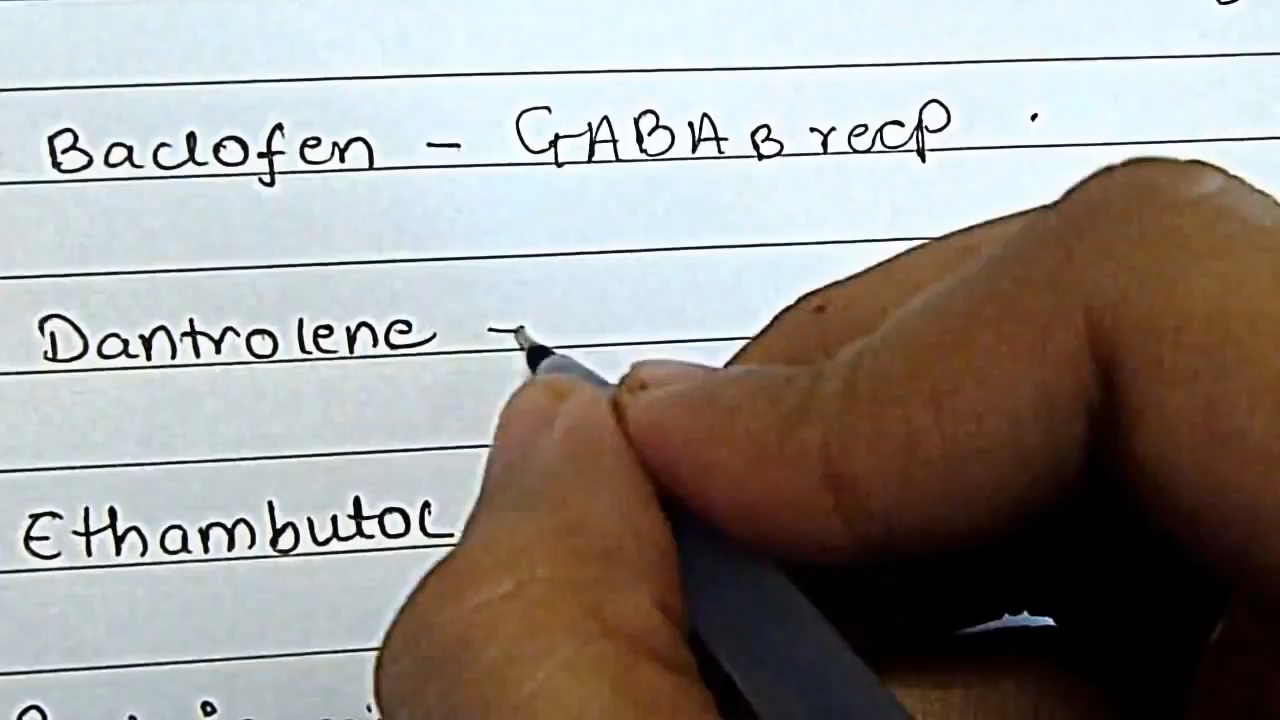 Baclofen - GABA B recp .
Dantrolene -
Ethambutol